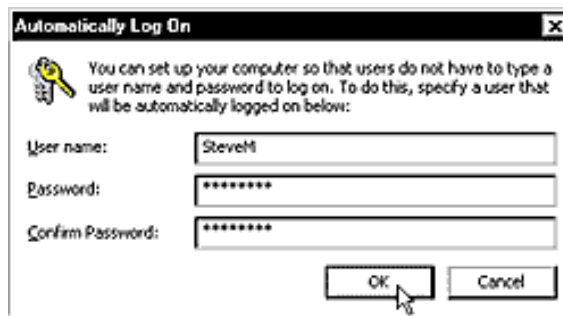 Automatically Log On
You can set up your computer so that users do not have to type a
user name and password to log on. To do this, specify a user that
will be automatically logged on below:
User name: SteveM
Password: ********
Confirm Password: ********
OK Cancel